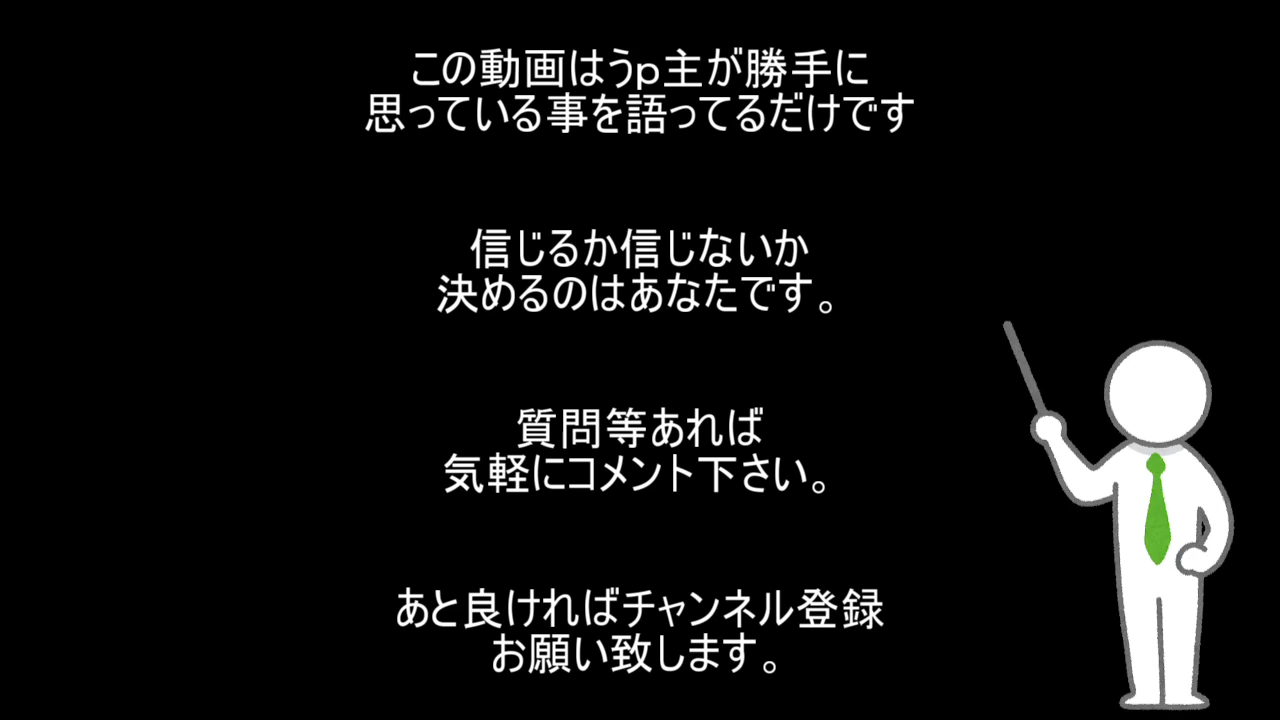 この動画はうp主が勝手に
思っている事を語ってるだけです
信じるか信じないか
決めるのはあなたです。
質問等あれば
気軽にコメント下さい。
あと良ければチャンネル登録
お願い致します。